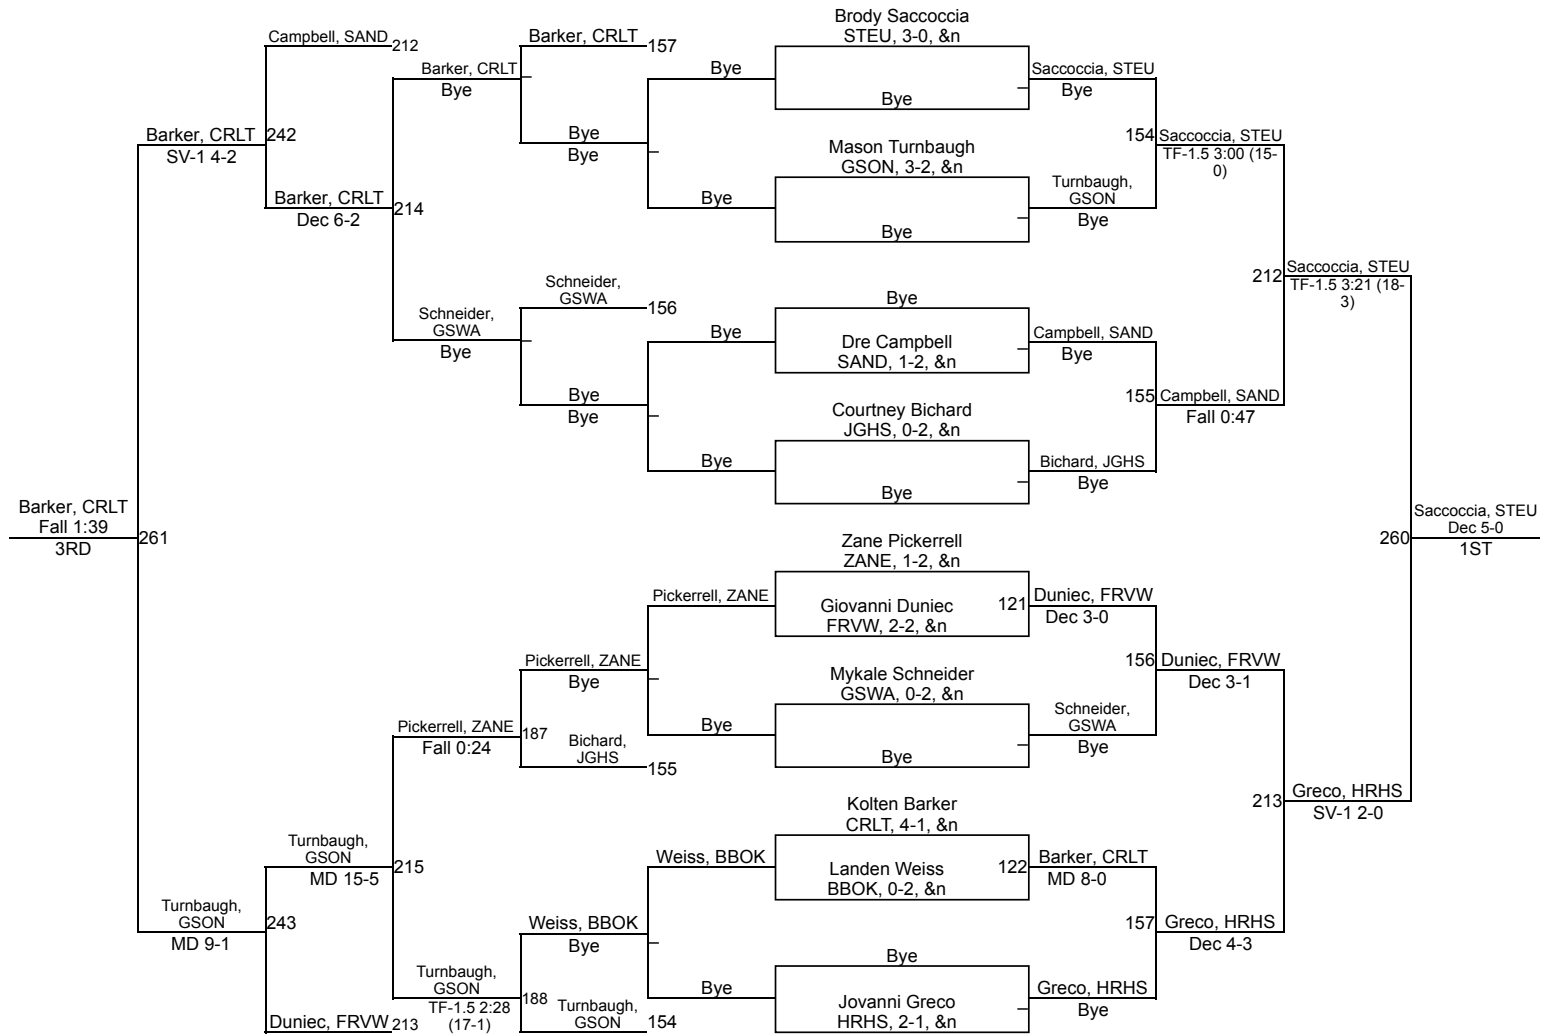 Brody Saccoccia
STEU, 3-0, &n
Bye
Mason Turnbaugh
GSON, 3-2, &n
Bye
Bye
Dre Campbell
SAND, 1-2, &n
Courtney Bichard
JGHS, 0-2, &n
Bye
Zane Pickerrell
ZANE, 1-2, &n
Giovanni Duniec
FRVW, 2-2, &n
121
Mykale Schneider
GSWA, 0-2, &n
Bye
Kolten Barker
CRLT, 4-1, &n
Landen Weiss
BBOK, 0-2, &n
122
Bye
Jovanni Greco
HRHS, 2-1, &n
Saccoccia, STEU
Bye
Turnbaugh,
GSON
Bye
Campbell, SAND
Bye
Bichard, JGHS
Bye
Duniec, FRVW
Dec 3-0
Schneider,
GSWA
Bye
Barker, CRLT
MD 8-0
Greco, HRHS
Bye
154
Saccoccia, STEU
TF-1.5 3:00 (15-
0)
155
Campbell, SAND
Fall 0:47
156
Duniec, FRVW
Dec 3-1
157
Greco, HRHS
Dec 4-3
212
Saccoccia, STEU
TF-1.5 3:21 (18-
3)
213
Greco, HRHS
SV-1 2-0
260
Saccoccia, STEU
Dec 5-0
1ST
Bye
Bye
Bye
Bye
Pickerrell, ZANE
Bye
Weiss, BBOK
Bye
Barker, CRLT
157
Bye
Bye
Schneider,
GSWA
156
Bye
Bye
Pickerrell, ZANE
Bye
Bichard,
JGHS
155
Weiss, BBOK
Bye
Turnbaugh,
GSON
154
Barker, CRLT
Bye
Schneider,
GSWA
Bye
Pickerrell, ZANE
Fall 0:24
187
Turnbaugh,
GSON
TF-1.5 2:28
(17-1)
188
Campbell, SAND
212
Barker, CRLT
Dec 6-2
214
Turnbaugh,
GSON
MD 15-5
215
Duniec, FRVW
213
Barker, CRLT
SV-1 4-2
242
Turnbaugh,
GSON
MD 9-1
243
Barker, CRLT
Fall 1:39
3RD
261